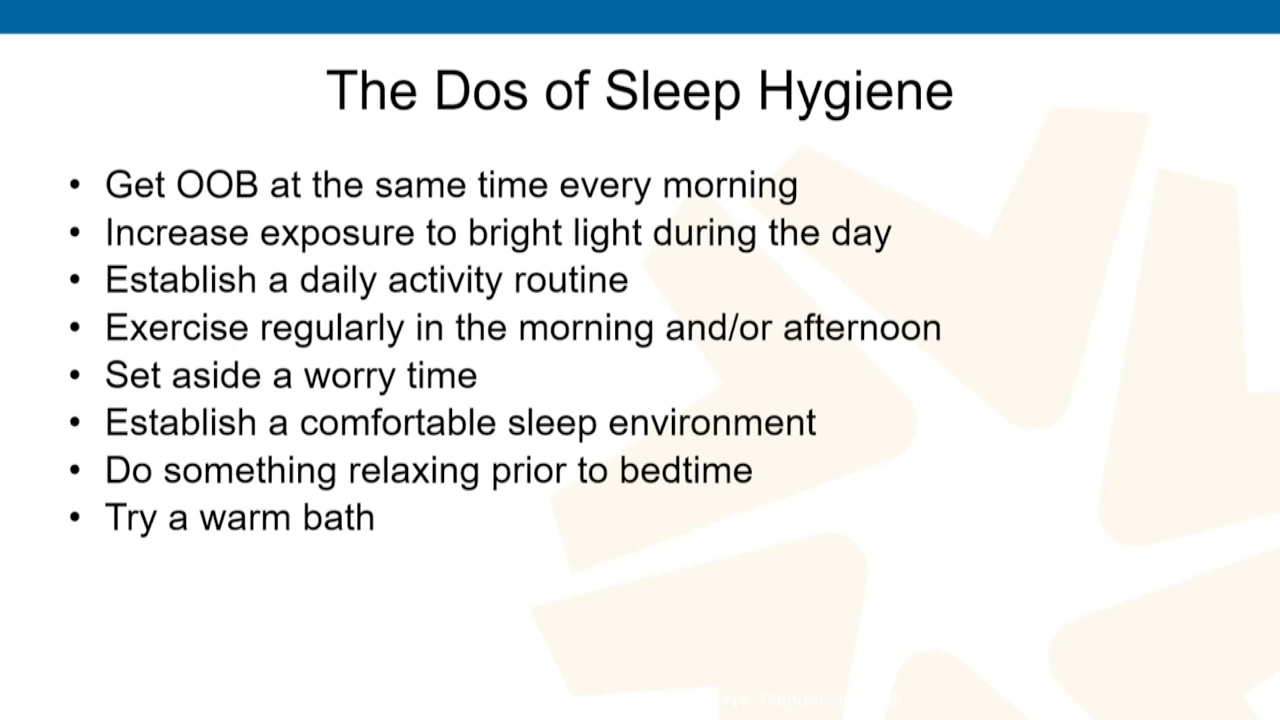 The Dos of Sleep Hygiene
• Get OOB at the same time every morning
• Increase exposure to bright light during the day
• Establish a daily activity routine
• Exercise regularly in the morning and/or afternoon
• Set aside a worry time
• Establish a comfortable sleep environment
• Do something relaxing prior to bedtime
• Try a warm bath
NY: Plenum